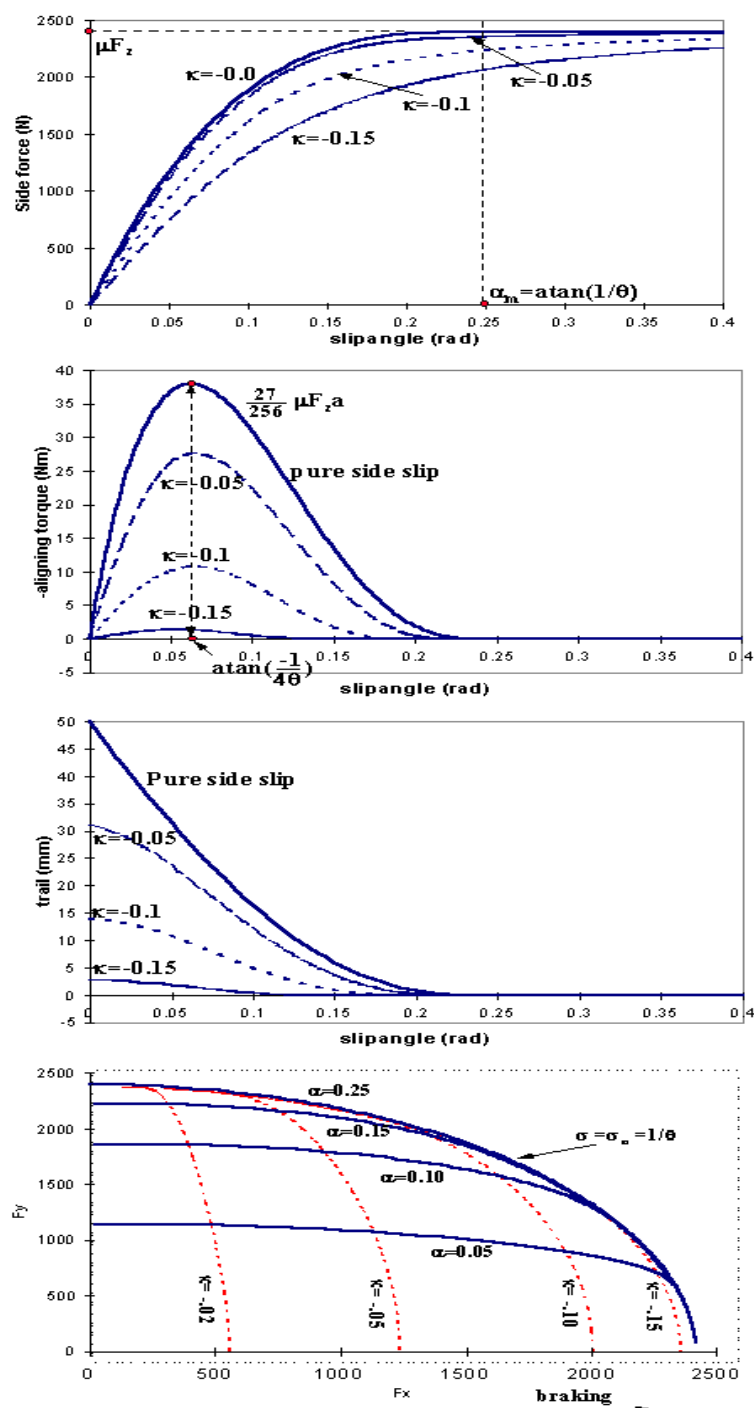 2500
2000
1500
1000
500
0
Side force (N)
μF_z
κ=-0.0
κ=-0.05
κ=-0.1
κ=-0.15
α_m=atan(1/θ)
0 0.05 0.1 0.15 0.2 0.25 0.3 0.35 0.4
slipangle (rad)
40
35
30
25
20
15
10
5
0
-5
-aligning torque (Nm)
27/256 μF_z a
pure side slip
κ=-0.05
κ=-0.1
κ=-0.15
0 0.05 0.1 0.15 0.2 0.25 0.3 0.35 0.4
atan(-1/4θ)
slipangle (rad)
50
45
40
35
30
25
20
15
10
5
0
-5
trail (mm)
Pure side slip
κ=-0.05
κ=-0.1
κ=-0.15
0 0.05 0.1 0.15 0.2 0.25 0.3 0.35 0.4
slipangle (rad)
2500
2000
1500
1000
500
0
Fy
α=0.25
α=0.15
σ=σ_m=1/θ
α=0.10
α=0.05
κ= -.02
κ= -.05
κ= -.10
κ= -.15
0 500 1000 1500 2000 2500
Fx
braking